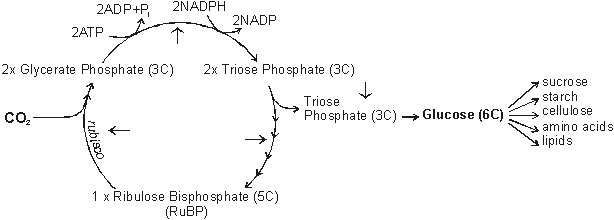 2ADP+Pi
2NADPH
2NADP
2ATP
2x Glycerate Phosphate (3C)
2x Triose Phosphate (3C)
CO2
rubisco
Triose
Phosphate (3C)
Glucose (6C)
sucrose
starch
cellulose
amino acids
lipids
1 x Ribulose Bisphosphate (5C)
(RuBP)